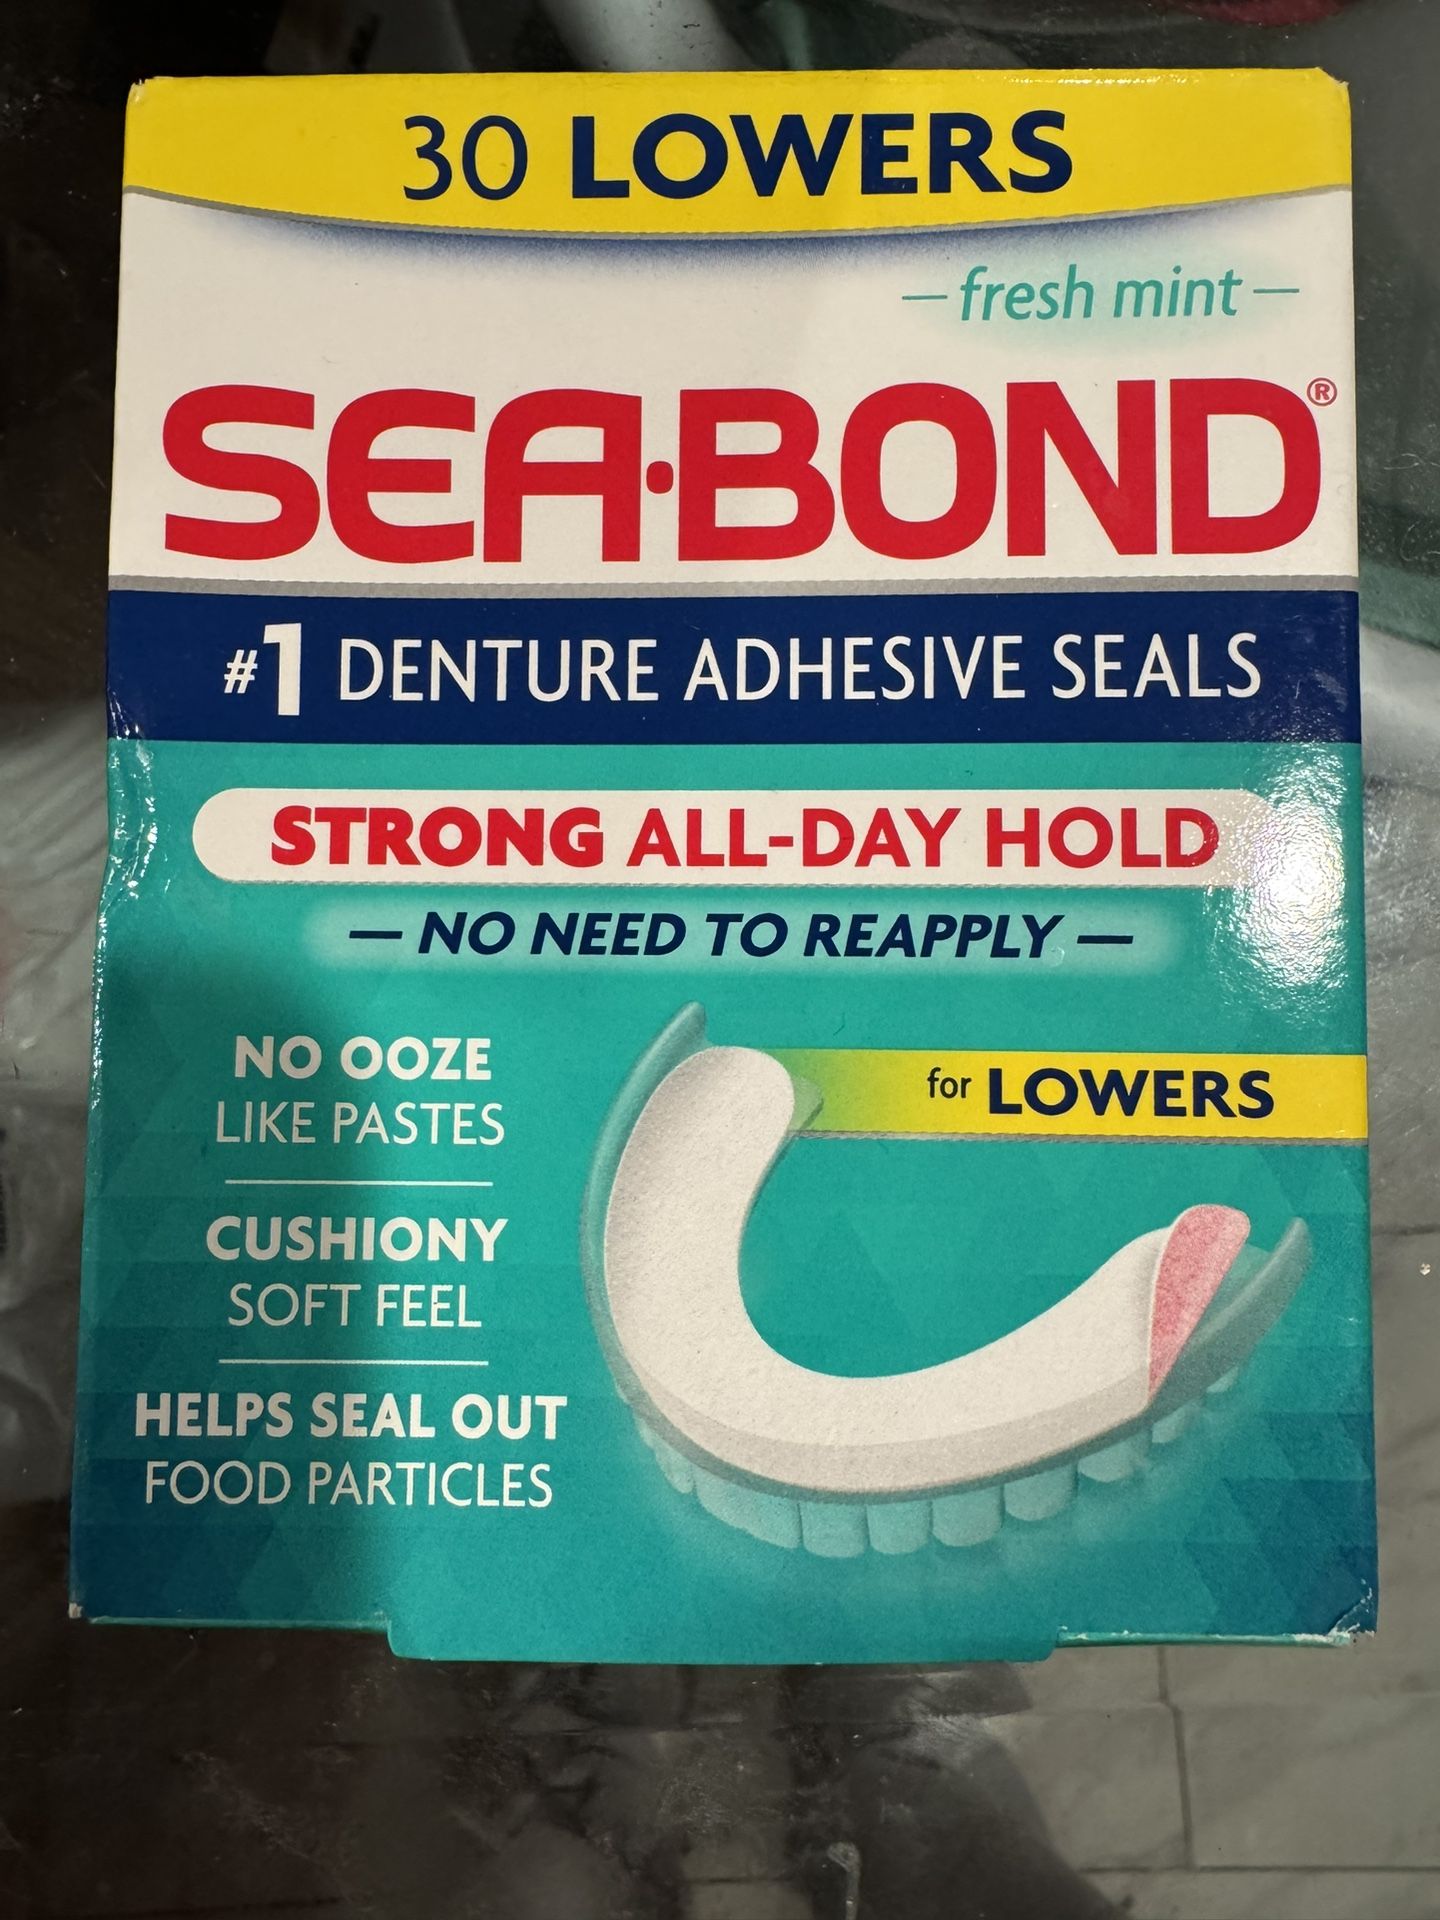 30 LOWERS
— fresh mint —
SEA·BOND®
#1 DENTURE ADHESIVE SEALS
STRONG ALL-DAY HOLD
— NO NEED TO REAPPLY —
NO OOZE
LIKE PASTES
for LOWERS
CUSHIONY
SOFT FEEL
HELPS SEAL OUT
FOOD PARTICLES